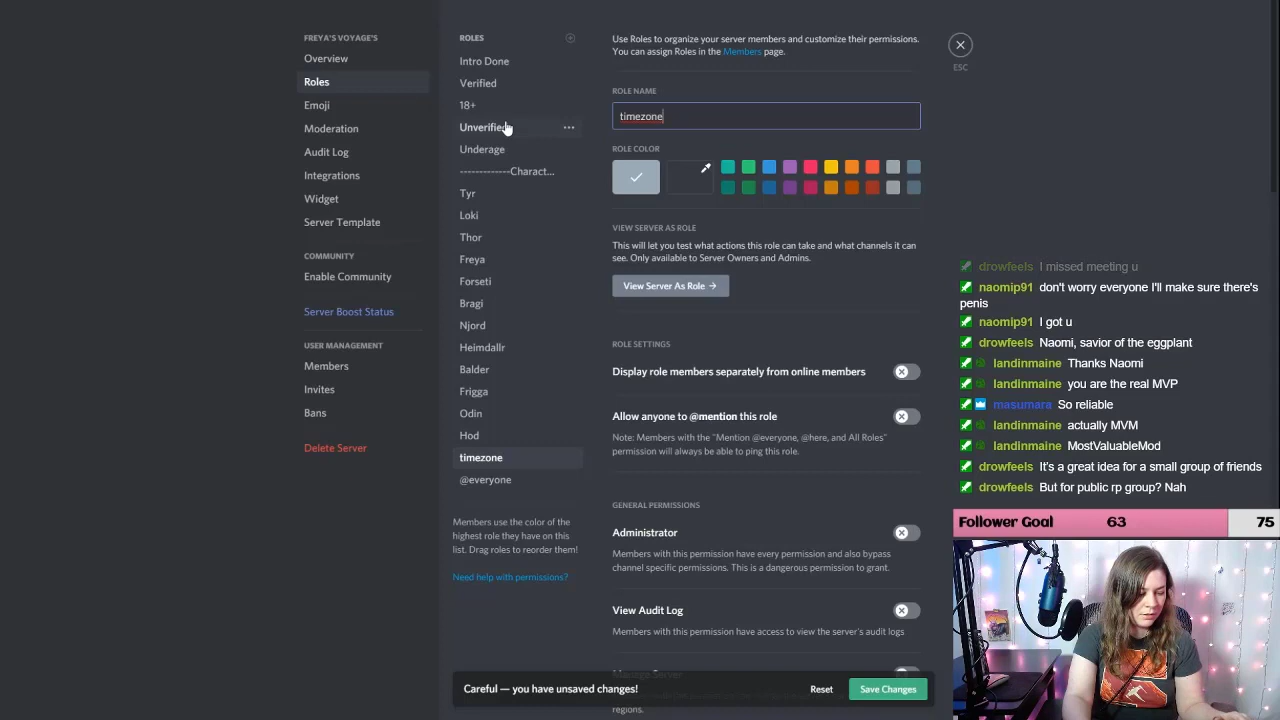 FREYA'S VOYAGE'S
Overview
Roles
Emoji
Moderation
Audit Log
Integrations
Widget
Server Template
COMMUNITY
Enable Community
Server Boost Status
USER MANAGEMENT
Members
Invites
Bans
Delete Server
ROLES
Intro Done
Verified
18+
Unverified
Underage
------------Charact...
Tyr
Loki
Thor
Freya
Forseti
Bragi
Njord
Heimdallr
Balder
Frigga
Odin
Hod
timezone
@everyone
Members use the color of the
highest role they have on this
list. Drag roles to reorder them!
Need help with permissions?
Use Roles to organize your server members and customize their permissions.
You can assign Roles in the Members page.
ROLE NAME
timezone
ROLE COLOR
VIEW SERVER AS ROLE
This will let you test what actions this role can take and what channels it can
see. Only available to Server Owners and Admins.
View Server As Role →
ROLE SETTINGS
Display role members separately from online members
Allow anyone to @mention this role
Note: Members with the "Mention @everyone, @here, and All Roles"
permission will always be able to ping this role.
GENERAL PERMISSIONS
Administrator
Members with this permission have every permission and also bypass
channel specific permissions. This is a dangerous permission to grant.
View Audit Log
Members with this permission have access to view the server's audit logs
Manage Server
regions.
Careful — you have unsaved changes!
Reset
Save Changes
ESC
drowfeels I missed meeting u
naomip91 don't worry everyone I'll make sure there's
penis
naomip91 I got u
drowfeels Naomi, savior of the eggplant
landinmaine Thanks Naomi
landinmaine you are the real MVP
masumara So reliable
landinmaine actually MVM
landinmaine MostValuableMod
drowfeels It's a great idea for a small group of friends
drowfeels But for public rp group? Nah
Follower Goal 63 75